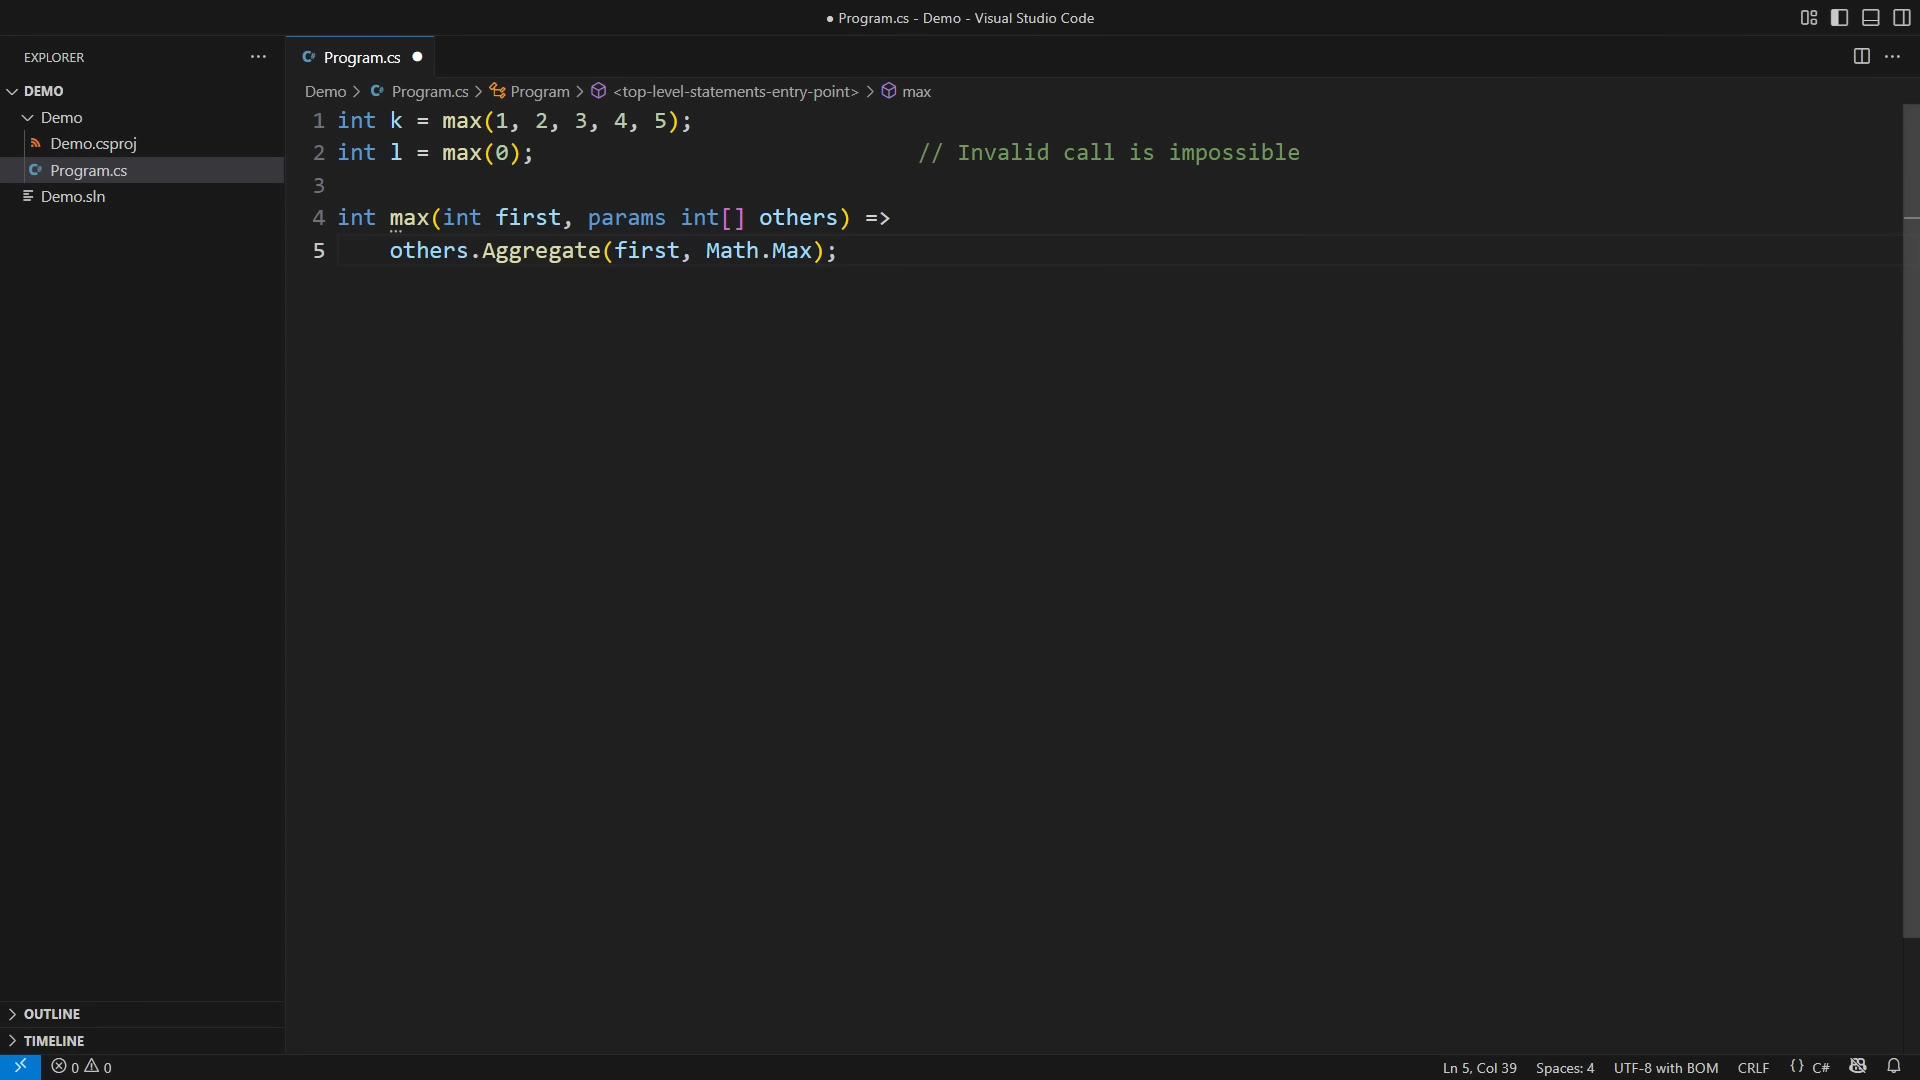 ● Program.cs - Demo - Visual Studio Code
EXPLORER
DEMO
Demo
Demo.csproj
Program.cs
Demo.sln
OUTLINE
TIMELINE
C# Program.cs ●
Demo > C# Program.cs > Program > <top-level-statements-entry-point> > max
1 int k = max(1, 2, 3, 4, 5);
2 int l = max(0); // Invalid call is impossible
3
4 int max(int first, params int[] others) =>
5 others.Aggregate(first, Math.Max);
0 0 Ln 5, Col 39 Spaces: 4 UTF-8 with BOM CRLF {} C#